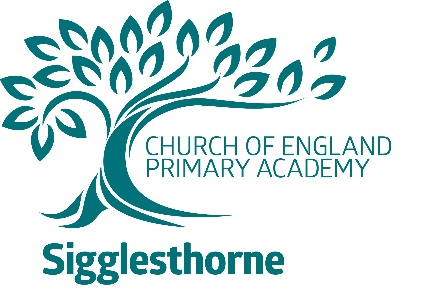 CHURCH OF ENGLAND
PRIMARY ACADEMY
Sigglesthorne